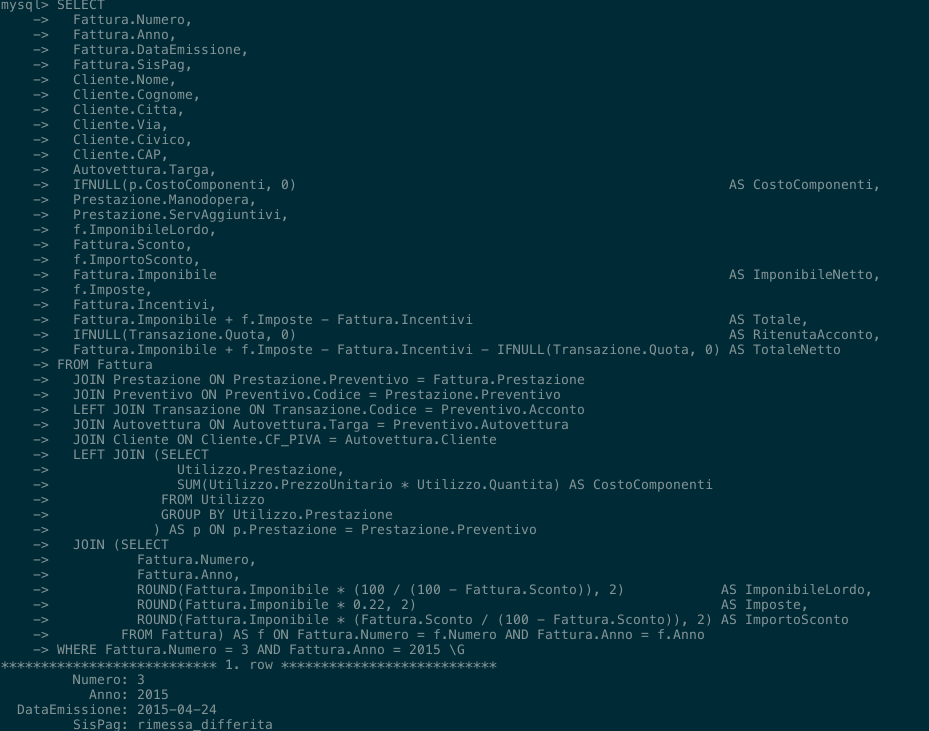 mysql> SELECT
    ->   Fattura.Numero,
    ->   Fattura.Anno,
    ->   Fattura.DataEmissione,
    ->   Fattura.SisPag,
    ->   Cliente.Nome,
    ->   Cliente.Cognome,
    ->   Cliente.Citta,
    ->   Cliente.Via,
    ->   Cliente.Civico,
    ->   Cliente.CAP,
    ->   Autovettura.Targa,
    ->   IFNULL(p.CostoComponenti, 0)                                                      AS CostoComponenti,
    ->   Prestazione.Manodopera,
    ->   Prestazione.ServAggiuntivi,
    ->   f.ImponibileLordo,
    ->   Fattura.Sconto,
    ->   f.ImportoSconto,
    ->   Fattura.Imponibile                                                                AS ImponibileNetto,
    ->   f.Imposte,
    ->   Fattura.Incentivi,
    ->   Fattura.Imponibile + f.Imposte - Fattura.Incentivi                                AS Totale,
    ->   IFNULL(Transazione.Quota, 0)                                                      AS RitenutaAcconto,
    ->   Fattura.Imponibile + f.Imposte - Fattura.Incentivi - IFNULL(Transazione.Quota, 0) AS TotaleNetto
    -> FROM Fattura
    ->   JOIN Prestazione ON Prestazione.Preventivo = Fattura.Prestazione
    ->   JOIN Preventivo ON Preventivo.Codice = Prestazione.Preventivo
    ->   LEFT JOIN Transazione ON Transazione.Codice = Preventivo.Acconto
    ->   JOIN Autovettura ON Autovettura.Targa = Preventivo.Autovettura
    ->   JOIN Cliente ON Cliente.CF_PIVA = Autovettura.Cliente
    ->   LEFT JOIN (SELECT
    ->                Utilizzo.Prestazione,
    ->                SUM(Utilizzo.PrezzoUnitario * Utilizzo.Quantita) AS CostoComponenti
    ->              FROM Utilizzo
    ->              GROUP BY Utilizzo.Prestazione
    ->             ) AS p ON p.Prestazione = Prestazione.Preventivo
    ->   JOIN (SELECT
    ->           Fattura.Numero,
    ->           Fattura.Anno,
    ->           ROUND(Fattura.Imponibile * (100 / (100 - Fattura.Sconto)), 2)            AS ImponibileLordo,
    ->           ROUND(Fattura.Imponibile * 0.22, 2)                                      AS Imposte,
    ->           ROUND(Fattura.Imponibile * (Fattura.Sconto / (100 - Fattura.Sconto)), 2) AS ImportoSconto
    ->         FROM Fattura) AS f ON Fattura.Numero = f.Numero AND Fattura.Anno = f.Anno
    -> WHERE Fattura.Numero = 3 AND Fattura.Anno = 2015 \G
*************************** 1. row ***************************
         Numero: 3
           Anno: 2015
  DataEmissione: 2015-04-24
         SisPag: rimessa_differita